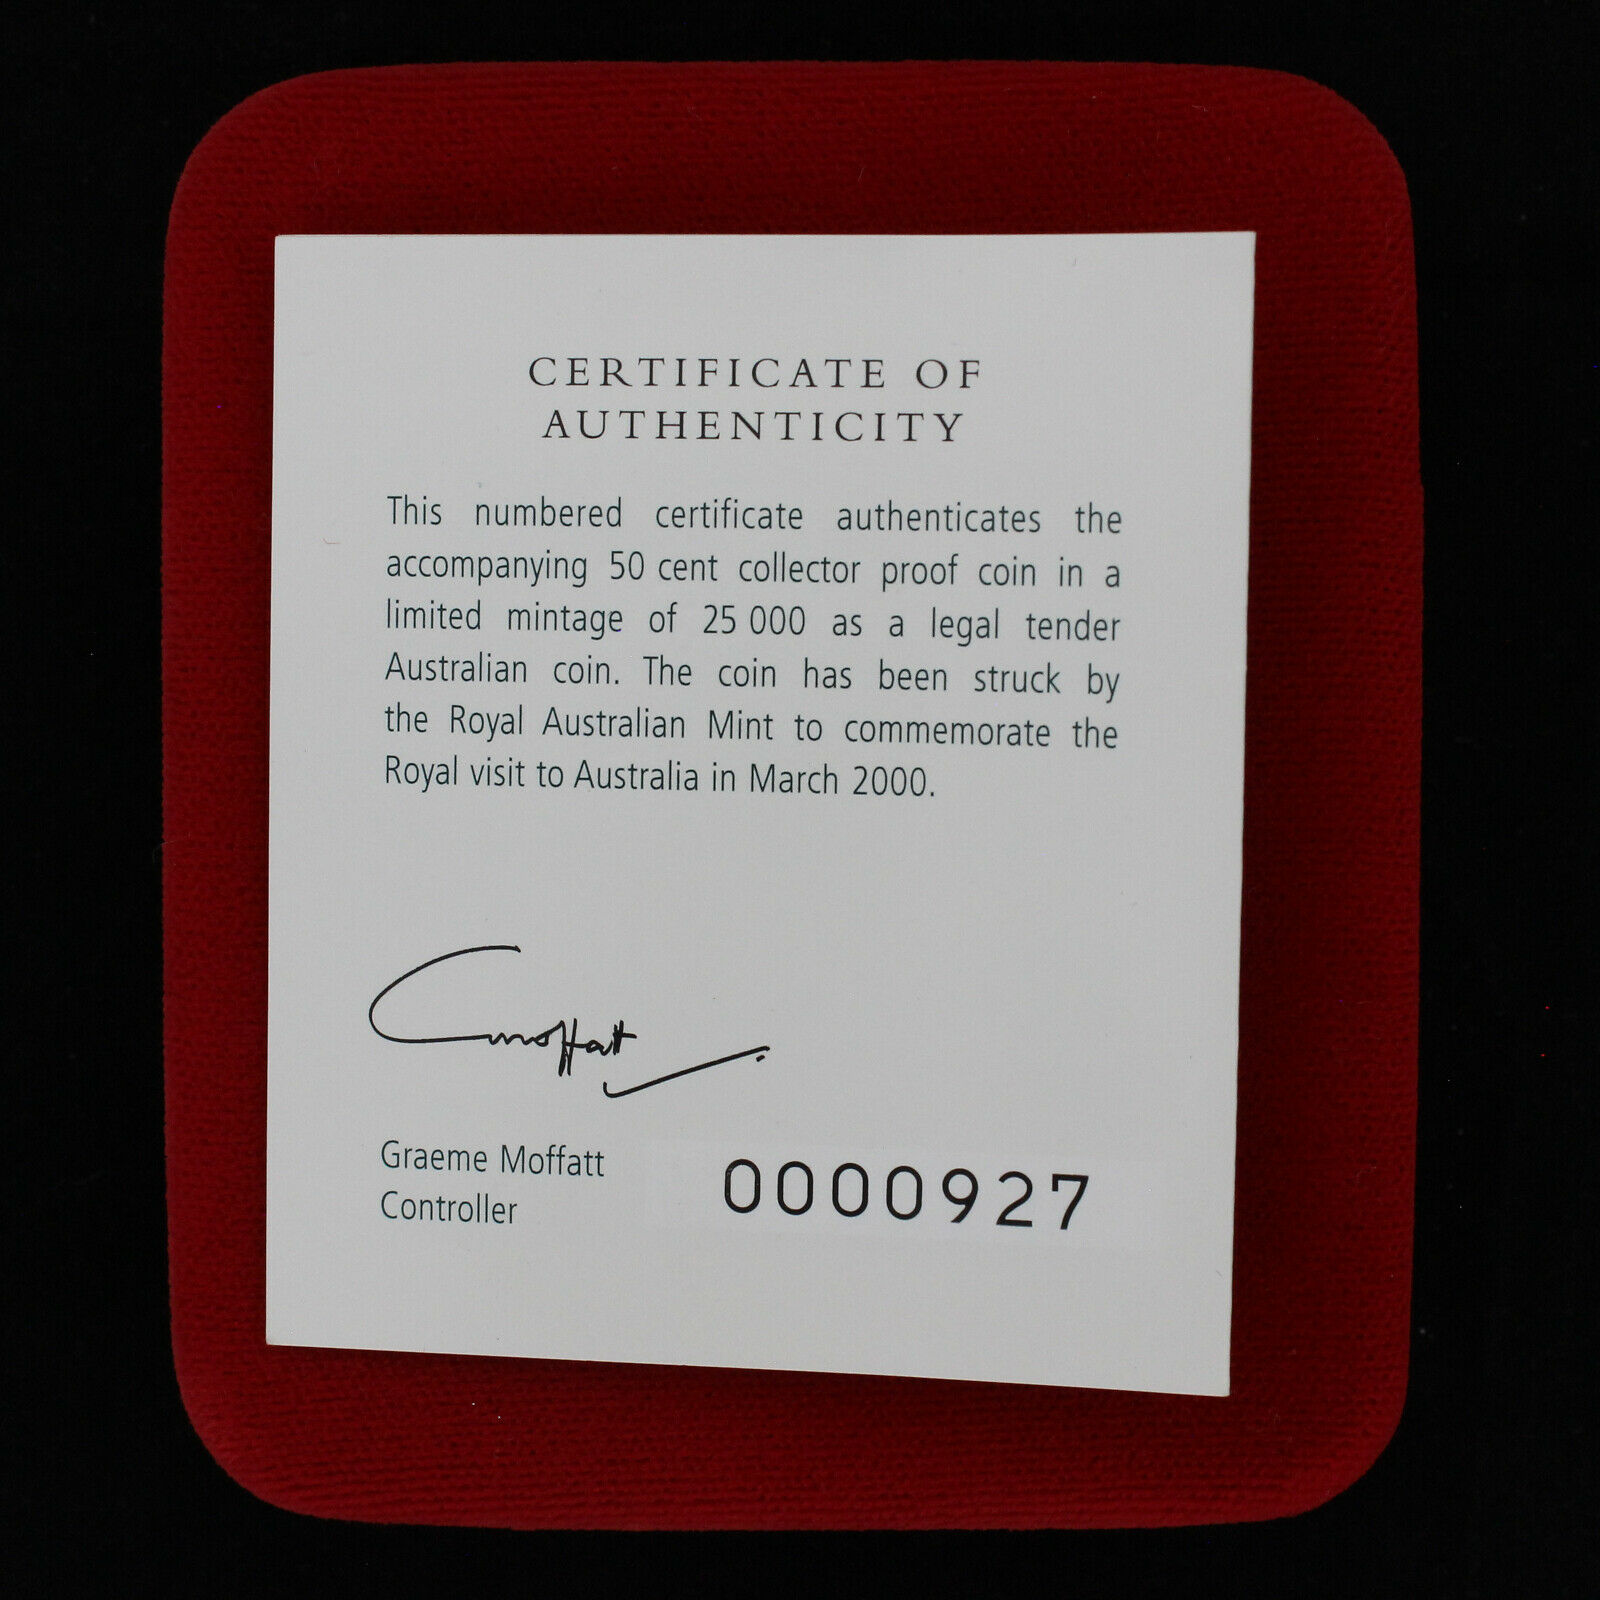 CERTIFICATE OF
AUTHENTICITY
This numbered certificate authenticates the
accompanying 50 cent collector proof coin in a
limited mintage of 25 000 as a legal tender
Australian coin. The coin has been struck by
the Royal Australian Mint to commemorate the
Royal visit to Australia in March 2000.
Gmoffatt
Graeme Moffatt
Controller
0000927